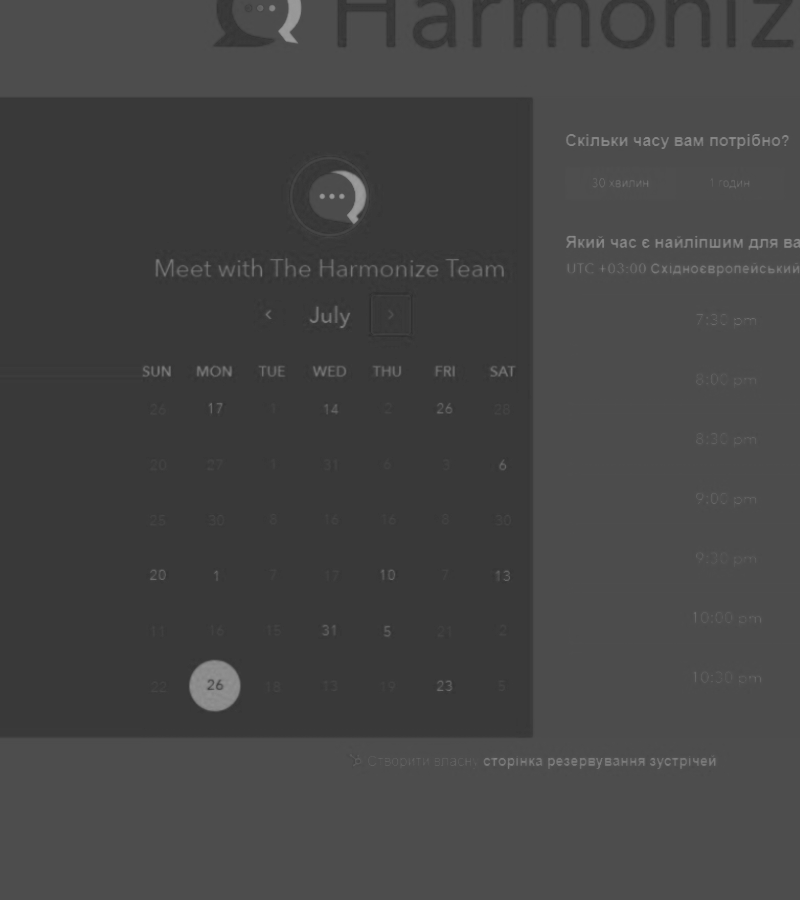 Harmoniz
Meet with The Harmonize Team
July
SUN MON TUE WED THU FRI SAT
26 17 1 14 2 26 28
20 27 1 31 6 3 6
25 30 8 16 16 8 30
20 1 7 17 10 7 13
11 16 15 31 5 21 2
22 26 18 13 19 23 5
Скільки часу вам потрібно?
30 хвилин 1 годин
Який час є найліпшим для ва
UTC +03:00 Східноєвропейський
7:30 pm
8:00 pm
8:30 pm
9:00 pm
9:30 pm
10:00 pm
10:30 pm
Створити власну сторінка резервування зустрічей